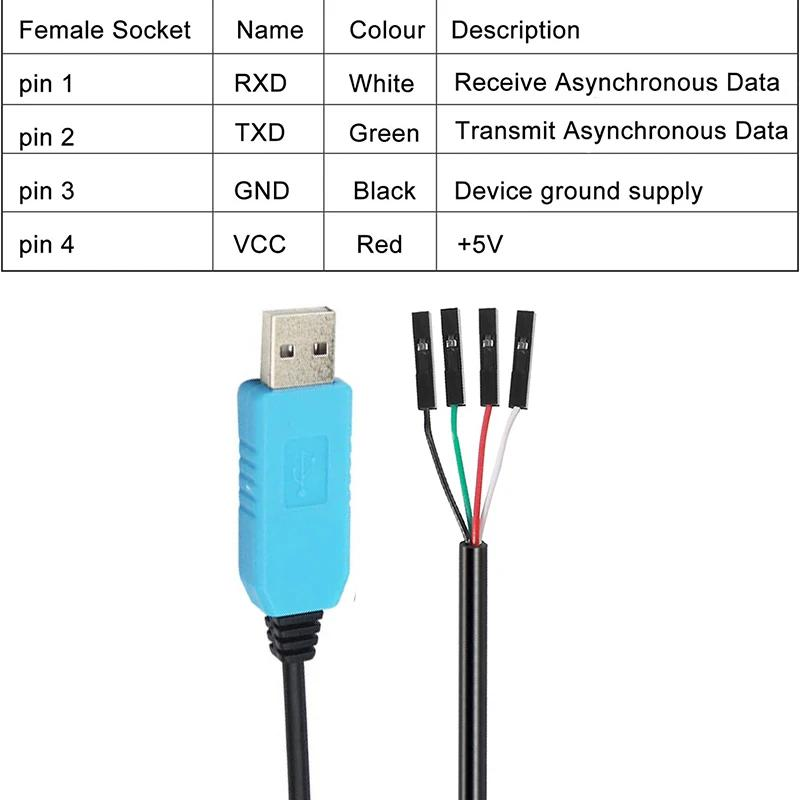 Female Socket Name Colour Description
pin 1 RXD White Receive Asynchronous Data
pin 2 TXD Green Transmit Asynchronous Data
pin 3 GND Black Device ground supply
pin 4 VCC Red +5V